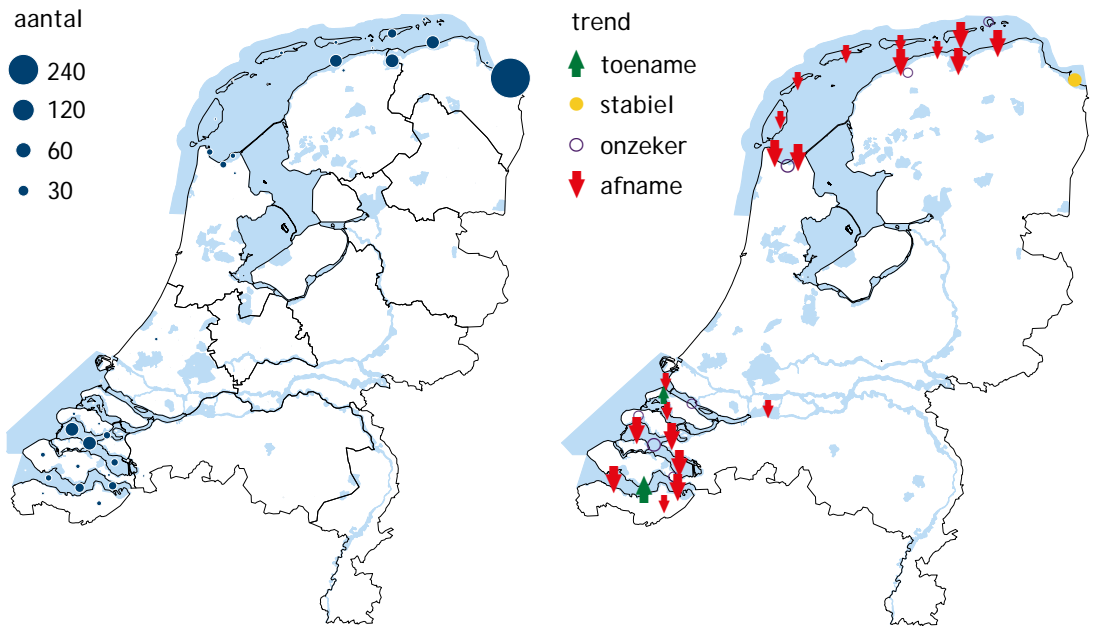 aantal
240
120
60
30
trend
toename
stabiel
onzeker
afname